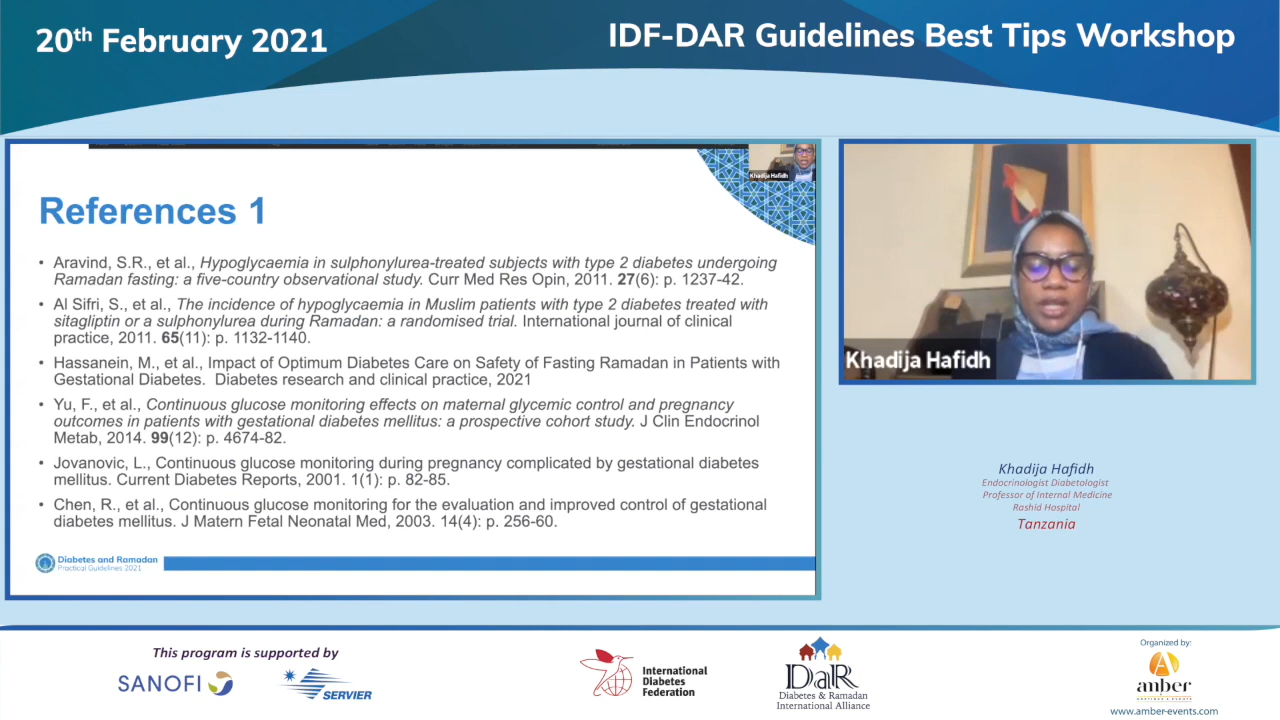 20th February 2021
IDF-DAR Guidelines Best Tips Workshop
Khadija Hafidh
References 1
• Aravind, S.R., et al., Hypoglycaemia in sulphonylurea-treated subjects with type 2 diabetes undergoing
Ramadan fasting: a five-country observational study. Curr Med Res Opin, 2011. 27(6): p. 1237-42.
• Al Sifri, S., et al., The incidence of hypoglycaemia in Muslim patients with type 2 diabetes treated with
sitagliptin or a sulphonylurea during Ramadan: a randomised trial. International journal of clinical
practice, 2011. 65(11): p. 1132-1140.
• Hassanein, M., et al., Impact of Optimum Diabetes Care on Safety of Fasting Ramadan in Patients with
Gestational Diabetes. Diabetes research and clinical practice, 2021
• Yu, F., et al., Continuous glucose monitoring effects on maternal glycemic control and pregnancy
outcomes in patients with gestational diabetes mellitus: a prospective cohort study. J Clin Endocrinol
Metab, 2014. 99(12): p. 4674-82.
• Jovanovic, L., Continuous glucose monitoring during pregnancy complicated by gestational diabetes
mellitus. Current Diabetes Reports, 2001. 1(1): p. 82-85.
• Chen, R., et al., Continuous glucose monitoring for the evaluation and improved control of gestational
diabetes mellitus. J Matern Fetal Neonatal Med, 2003. 14(4): p. 256-60.
Diabetes and Ramadan
Practical Guidelines 2021
Khadija Hafidh
Khadija Hafidh
Endocrinologist Diabetologist
Professor of Internal Medicine
Rashid Hospital
Tanzania
This program is supported by
SANOFI
SERVIER
International
Diabetes
Federation
DaR
Diabetes & Ramadan
International Alliance
Organized by:
anber
www.amber-events.com